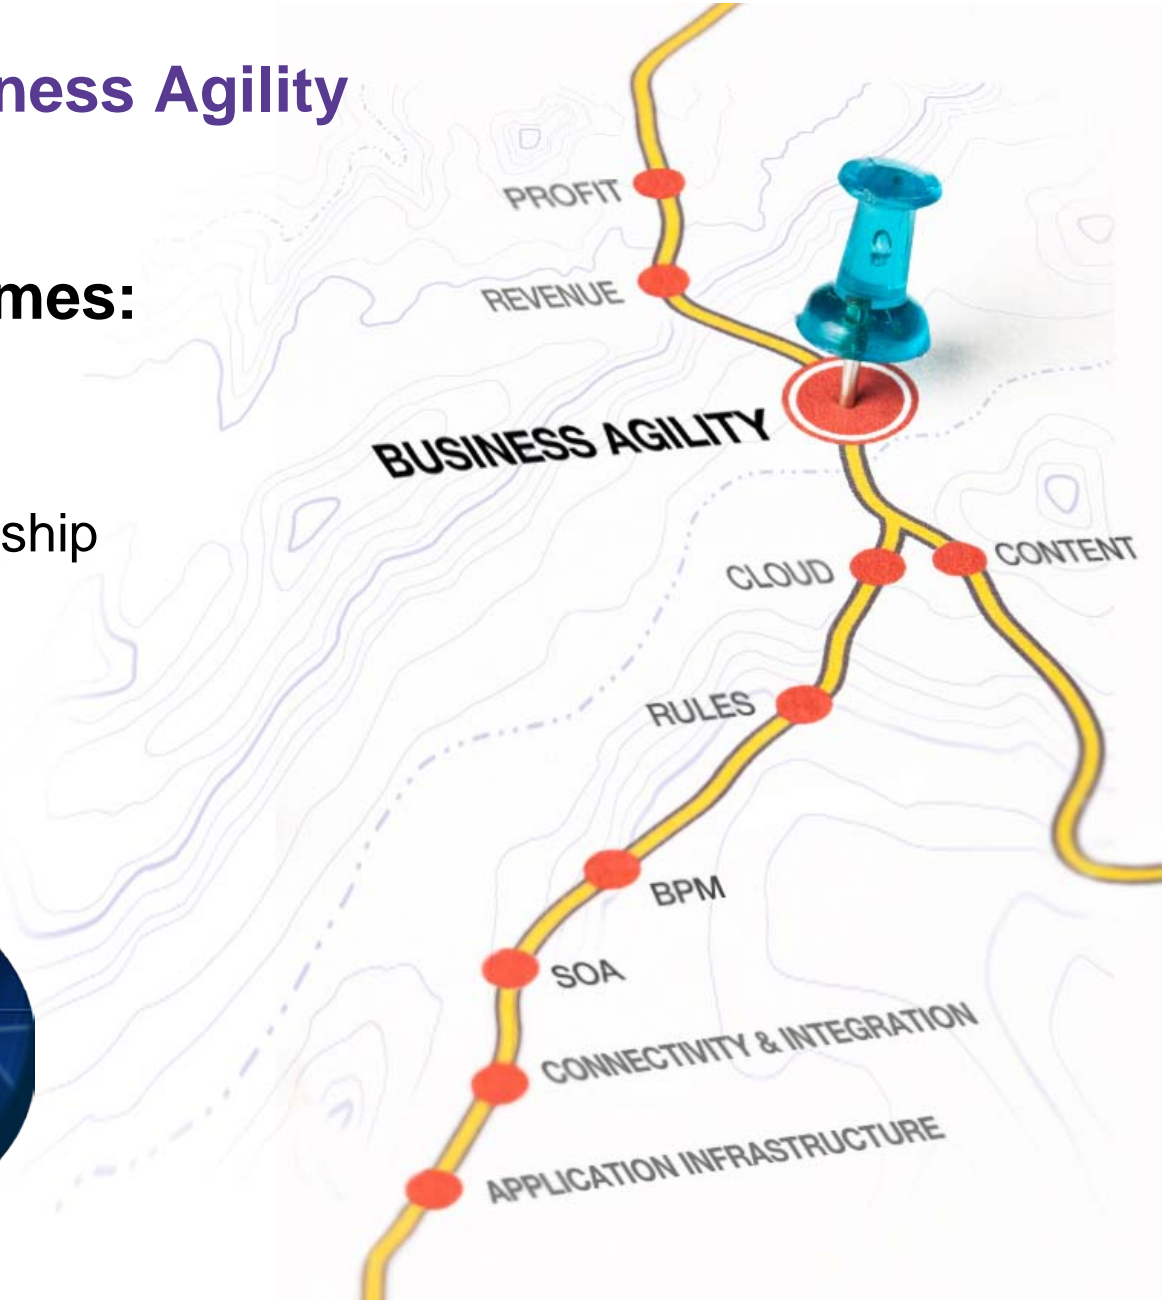 ness Agility
PROFIT
REVENUE
mes:
BUSINESS AGILITY
ship
CLOUD
CONTENT
RULES
BPM
SOA
CONNECTIVITY & INTEGRATION
APPLICATION INFRASTRUCTURE